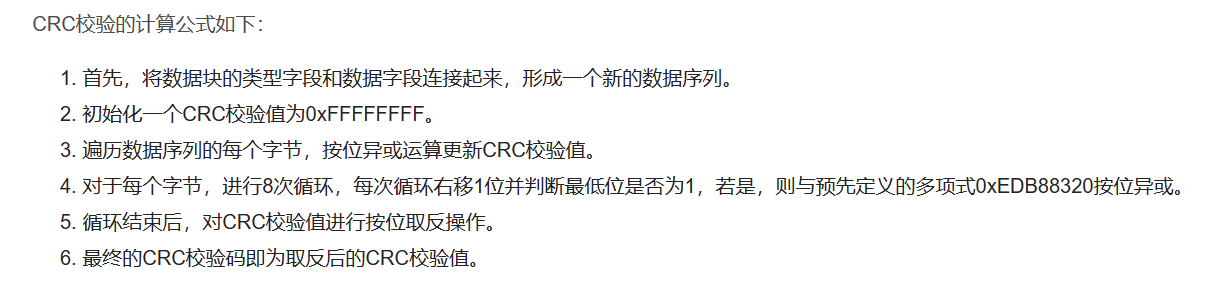 CRC校验的计算公式如下：
1. 首先，将数据块的类型字段和数据字段连接起来，形成一个新的数据序列。
2. 初始化一个CRC校验值为0xFFFFFFFF。
3. 遍历数据序列的每个字节，按位异或运算更新CRC校验值。
4. 对于每个字节，进行8次循环，每次循环右移1位并判断最低位是否为1，若是，则与预先定义的多项式0xEDB88320按位异或。
5. 循环结束后，对CRC校验值进行按位取反操作。
6. 最终的CRC校验码即为取反后的CRC校验值。